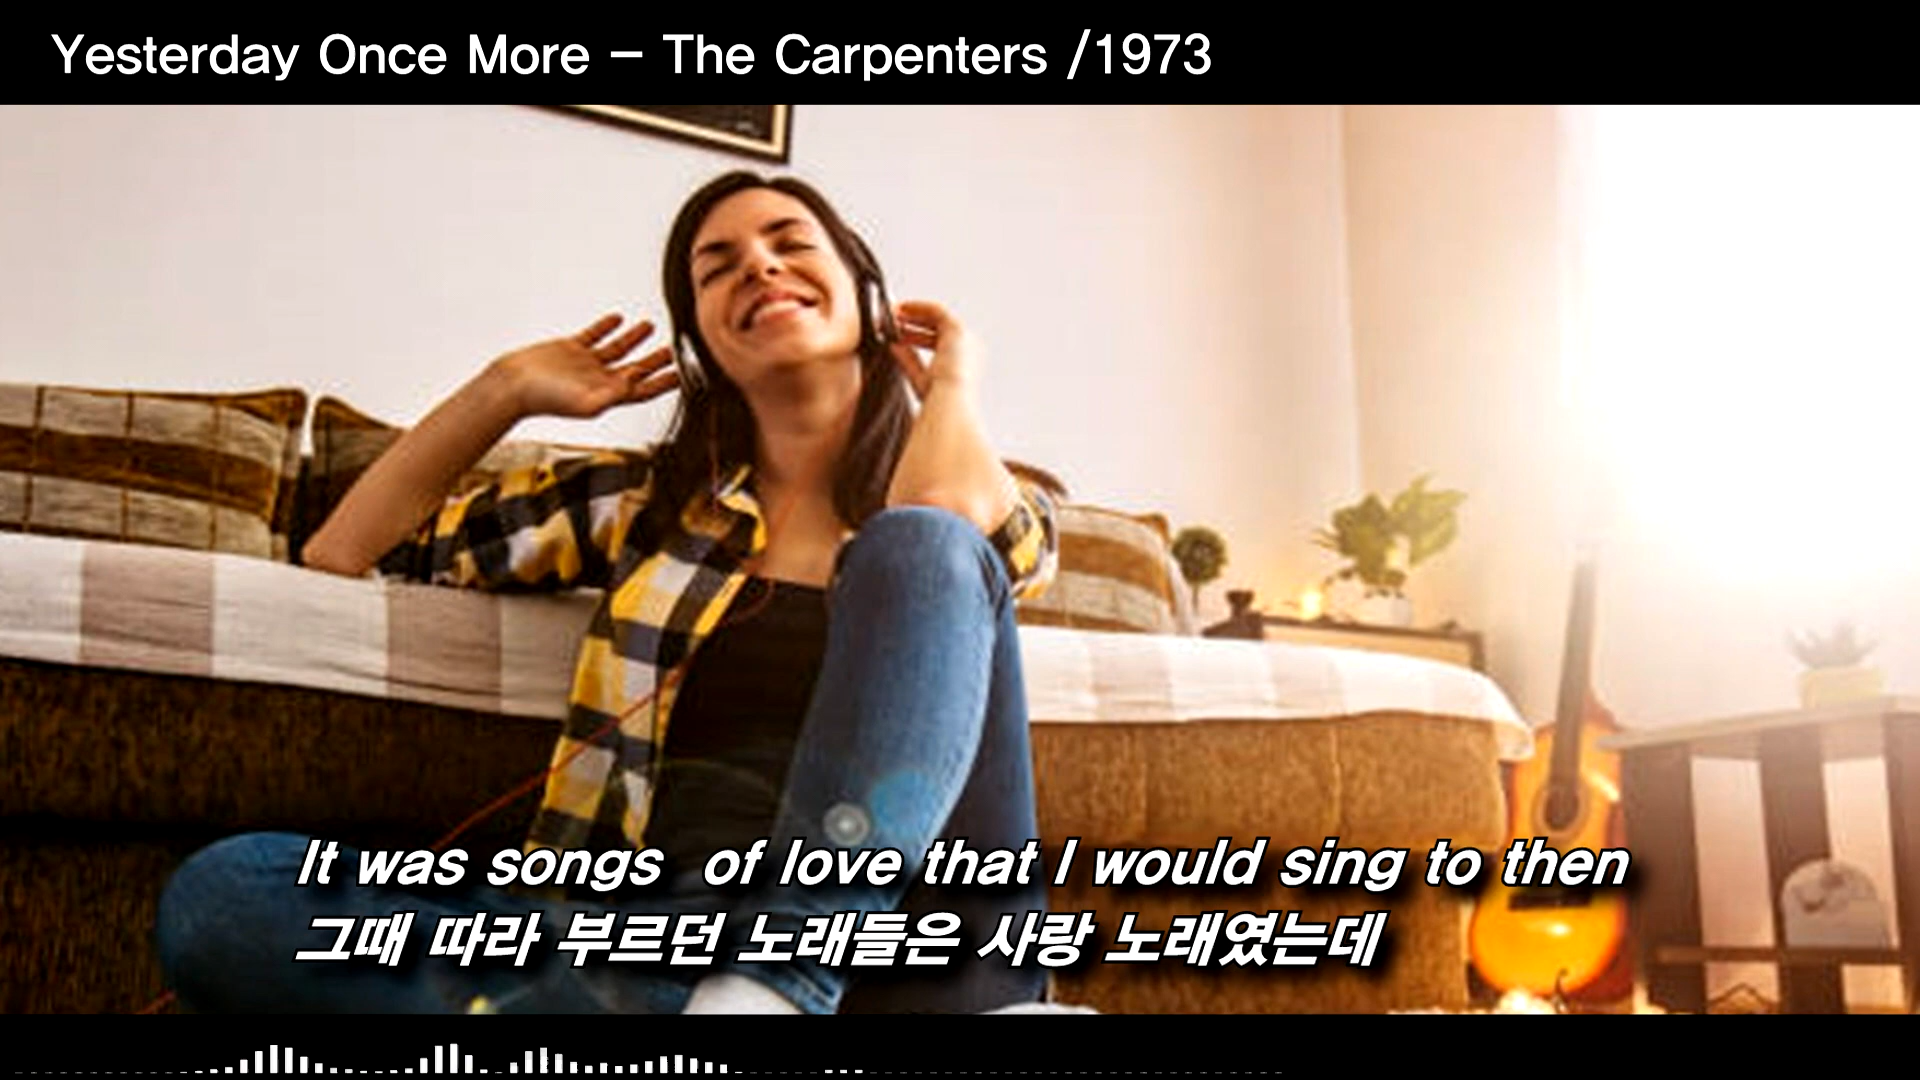 Yesterday Once More - The Carpenters /1973
It was songs of love that I would sing to then
그때 따라 부르던 노래들은 사랑 노래였는데